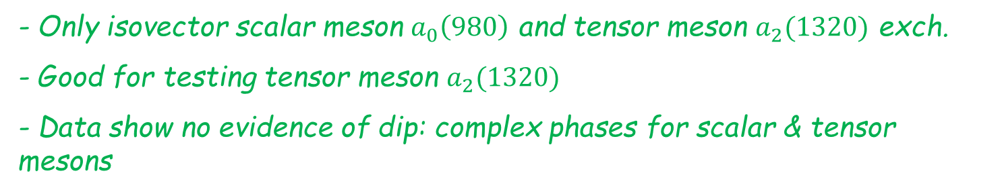 - Only isovector scalar meson a₀(980) and tensor meson a₂(1320) exch.
- Good for testing tensor meson a₂(1320)
- Data show no evidence of dip: complex phases for scalar & tensor
mesons